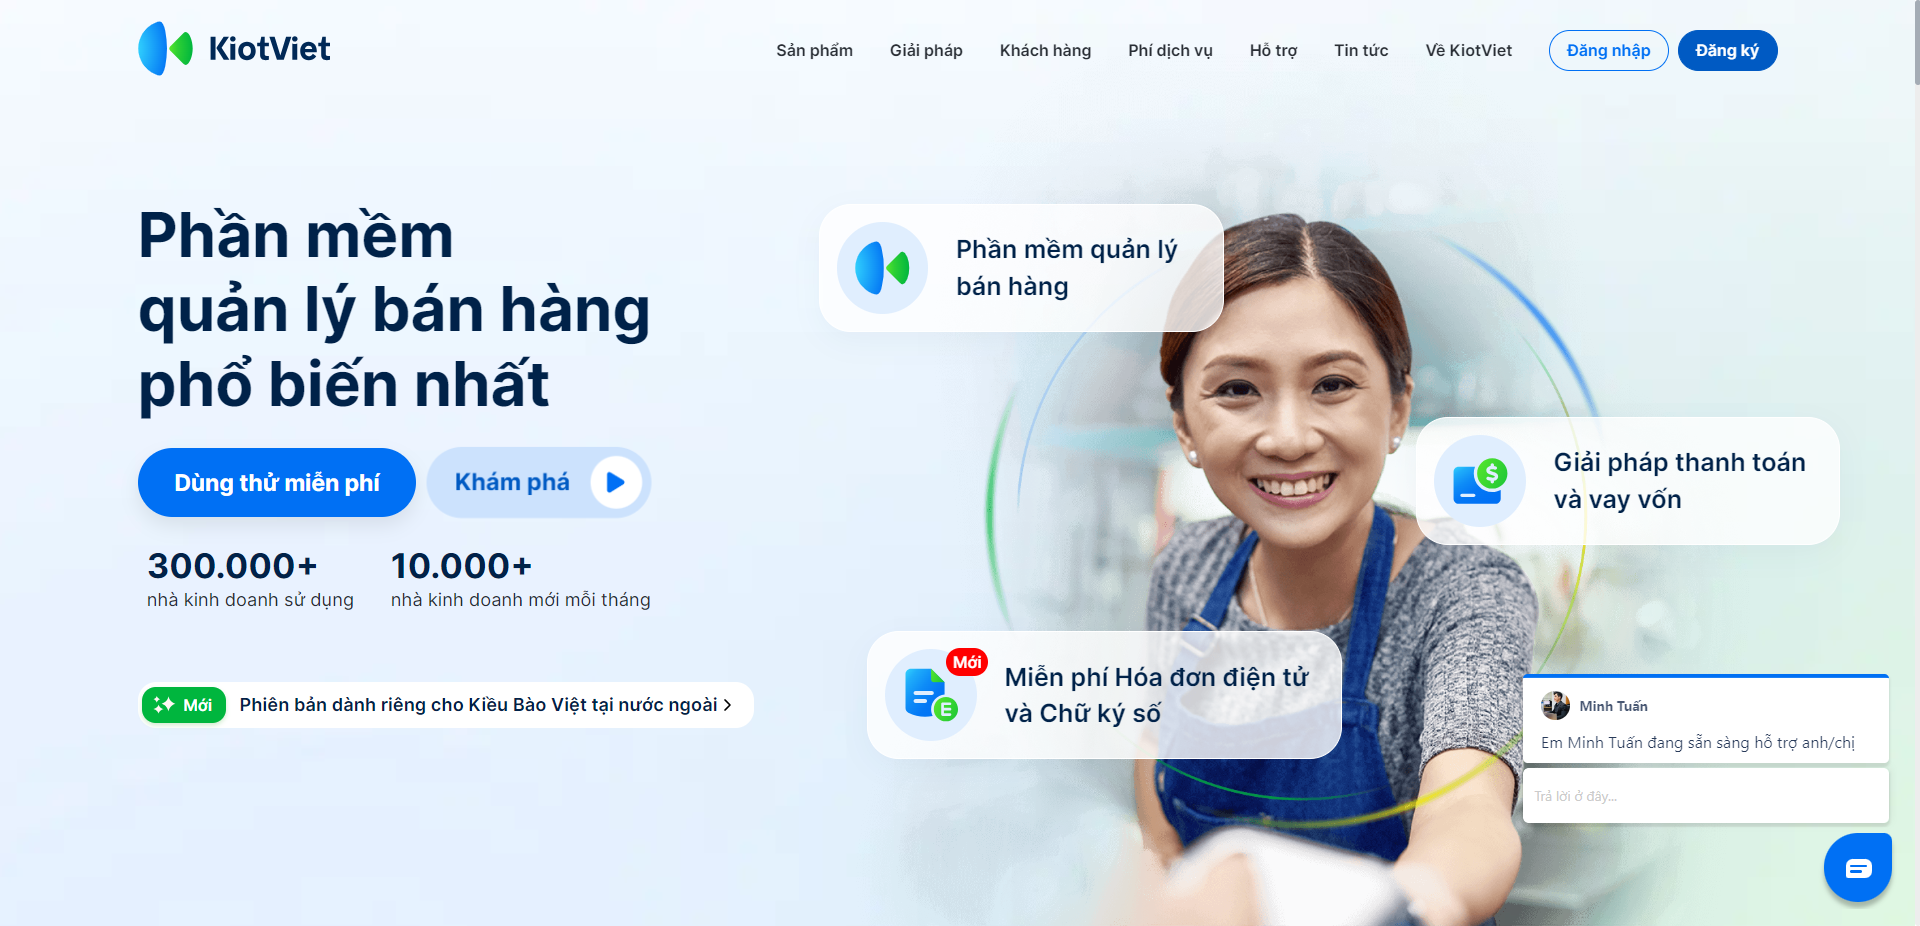 KiotViet
Sản phẩm
Giải pháp
Khách hàng
Phí dịch vụ
Hỗ trợ
Tin tức
Về KiotViet
Đăng nhập
Đăng ký
Phần mềm
quản lý bán hàng
phổ biến nhất
Dùng thử miễn phí
Khám phá
300.000+
nhà kinh doanh sử dụng
10.000+
nhà kinh doanh mới mỗi tháng
Mới
Phiên bản dành riêng cho Kiều Bào Việt tại nước ngoài
Phần mềm quản lý
bán hàng
$
Giải pháp thanh toán
và vay vốn
Mới
E
Miễn phí Hóa đơn điện tử
và Chữ ký số
Minh Tuấn
Em Minh Tuấn đang sẵn sàng hỗ trợ anh/chị
Trả lời ở đây...